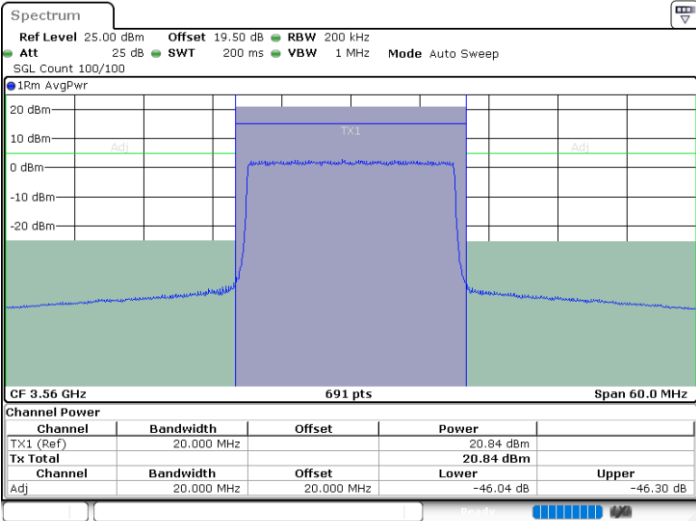 Spectrum
Ref Level 25.00 dBm Offset 19.50 dB RBW 200 kHz
Att 25 dB SWT 200 ms VBW 1 MHz Mode Auto Sweep
SGL Count 100/100
1Rm AvgPwr
20 dBm
TX1
10 dBm
Adj Adj
0 dBm
-10 dBm
-20 dBm
CF 3.56 GHz 691 pts Span 60.0 MHz
Channel Power
Channel Bandwidth Offset Power
TX1 (Ref) 20.000 MHz 20.84 dBm
Tx Total 20.84 dBm
Channel Bandwidth Offset Lower Upper
Adj 20.000 MHz 20.000 MHz -46.04 dB -46.30 dB
Ready